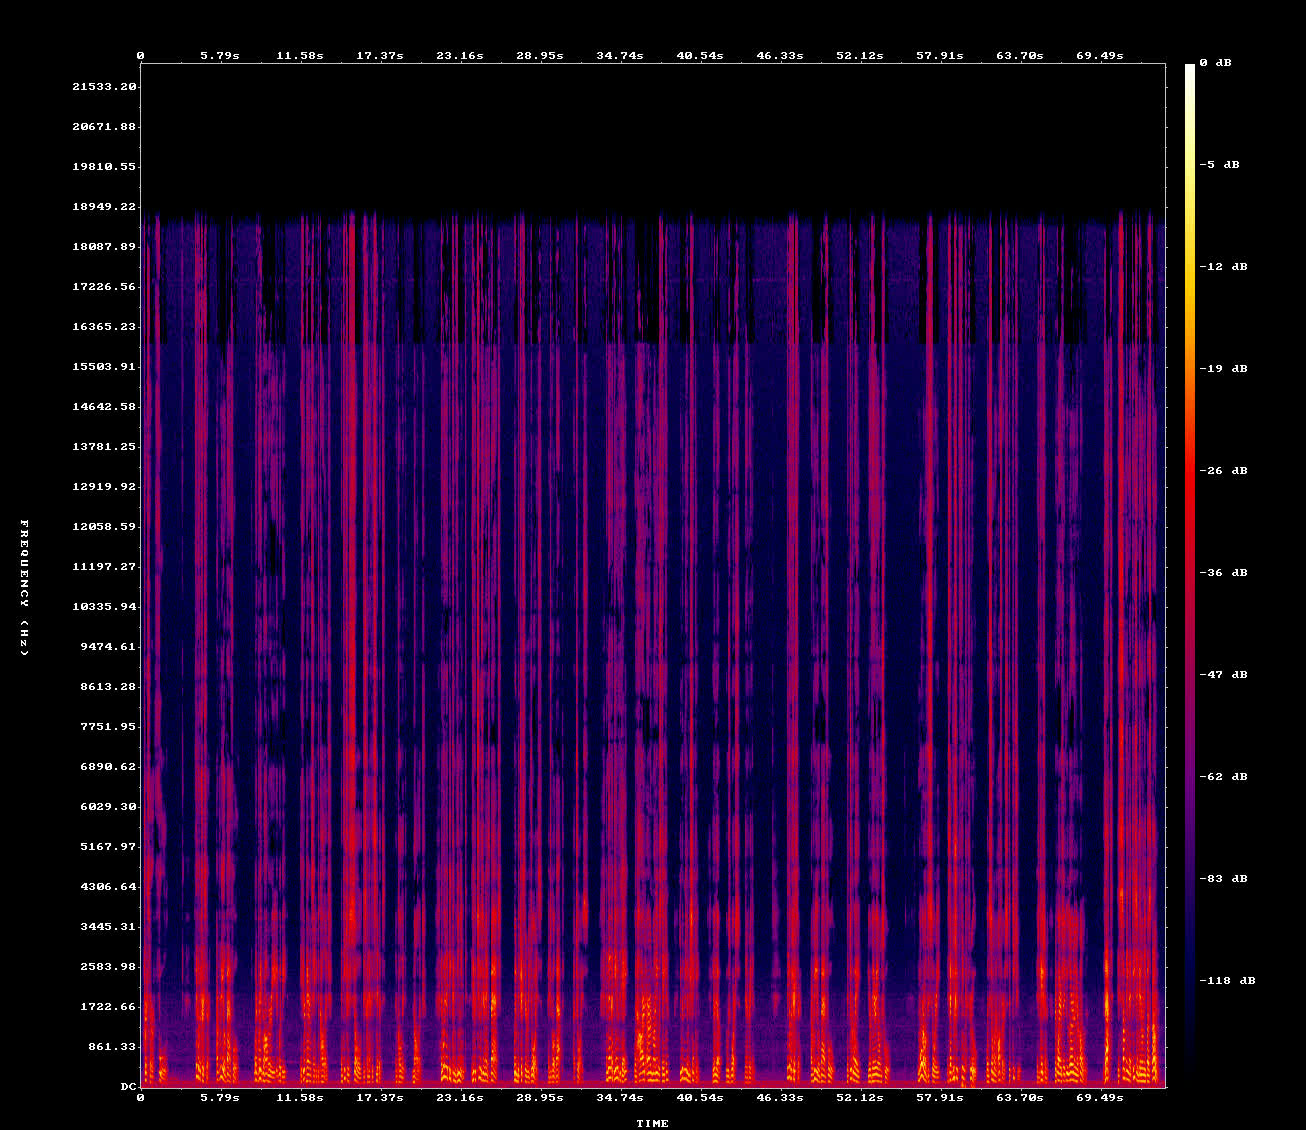 0 5.79s 11.58s 17.37s 23.16s 28.95s 34.74s 40.54s 46.33s 52.12s 57.91s 63.70s 69.49s
0 dB
21533.20
20671.88
19810.55
-5 dB
18949.22
18087.89
-12 dB
17226.56
16365.23
15503.91
-19 dB
14642.58
13781.25
-26 dB
12919.92
12058.59
11197.27
-36 dB
10335.94
9474.61
-47 dB
8613.28
7751.95
6890.62
-62 dB
6029.30
5167.97
-83 dB
4306.64
3445.31
2583.98
-118 dB
1722.66
861.33
DC
FREQUENCY (Hz)
0 5.79s 11.58s 17.37s 23.16s 28.95s 34.74s 40.54s 46.33s 52.12s 57.91s 63.70s 69.49s
TIME